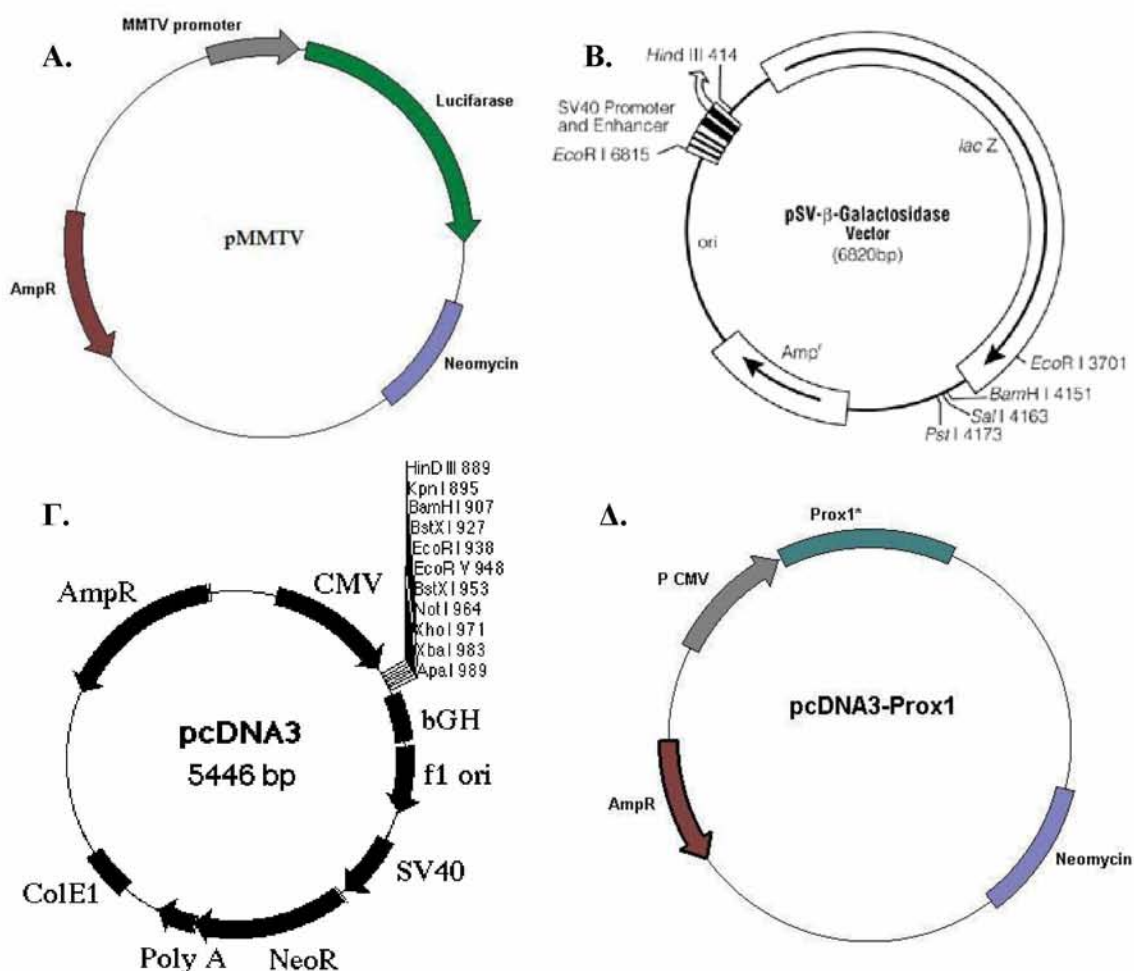 Α.
MMTV promoter
Lucifarase
pMMTV
AmpR
Neomycin
Β.
Hind III 414
SV40 Promoter
and Enhancer
EcoR I 6815
lac Z
pSV-β-Galactosidase
Vector
(6820bp)
ori
Ampʳ
EcoR I 3701
BamH I 4151
Sal I 4163
Pst I 4173
Γ.
HinD III 889
Kpn I 895
BamH I 907
BstX I 927
EcoR I 938
EcoR V 948
BstX I 953
Not I 964
Xho I 971
Xba I 983
Apa I 989
AmpR
CMV
pcDNA3
5446 bp
bGH
f1 ori
SV40
ColE1
Poly A
NeoR
Δ.
Prox1*
P CMV
pcDNA3-Prox1
AmpR
Neomycin